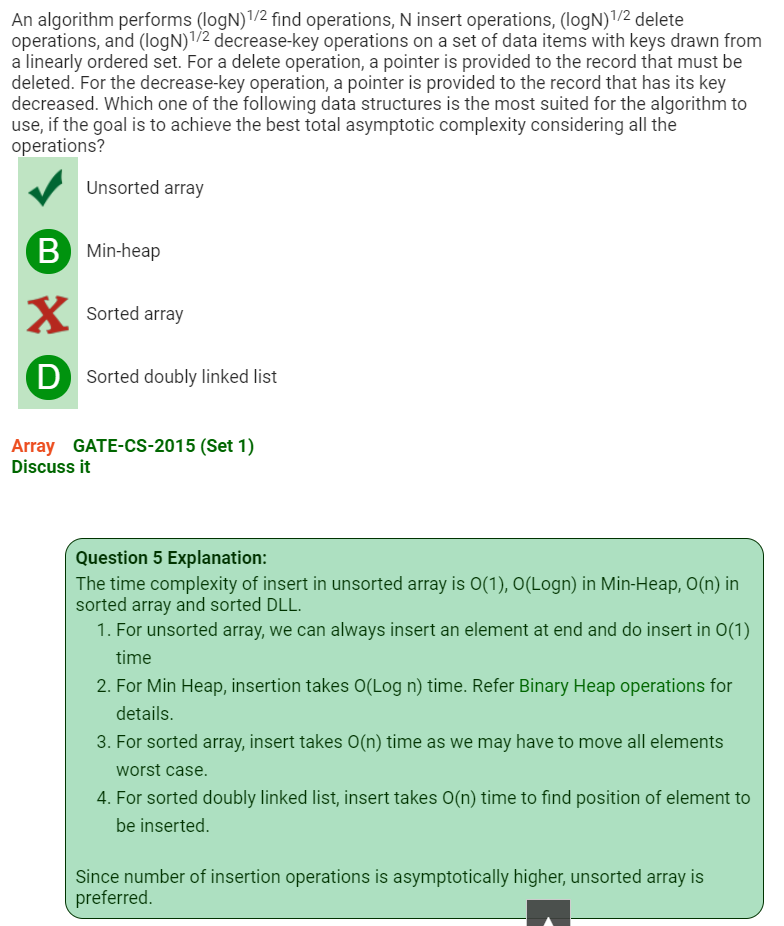 An algorithm performs (logN)^1/2 find operations, N insert operations, (logN)^1/2 delete
operations, and (logN)^1/2 decrease-key operations on a set of data items with keys drawn from
a linearly ordered set. For a delete operation, a pointer is provided to the record that must be
deleted. For the decrease-key operation, a pointer is provided to the record that has its key
decreased. Which one of the following data structures is the most suited for the algorithm to
use, if the goal is to achieve the best total asymptotic complexity considering all the
operations?
Unsorted array
B Min-heap
Sorted array
D Sorted doubly linked list
Array GATE-CS-2015 (Set 1)
Discuss it
Question 5 Explanation:
The time complexity of insert in unsorted array is O(1), O(Logn) in Min-Heap, O(n) in
sorted array and sorted DLL.
1. For unsorted array, we can always insert an element at end and do insert in O(1)
time
2. For Min Heap, insertion takes O(Log n) time. Refer Binary Heap operations for
details.
3. For sorted array, insert takes O(n) time as we may have to move all elements
worst case.
4. For sorted doubly linked list, insert takes O(n) time to find position of element to
be inserted.
Since number of insertion operations is asymptotically higher, unsorted array is
preferred.